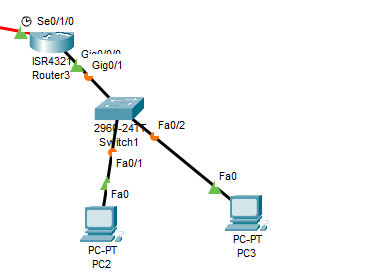 Se0/1/0
Gig0/0/0
ISR4321
Router3
Gig0/1
2960-24TT
Switch1
Fa0/2
Fa0/1
Fa0
Fa0
PC-PT
PC2
PC-PT
PC3